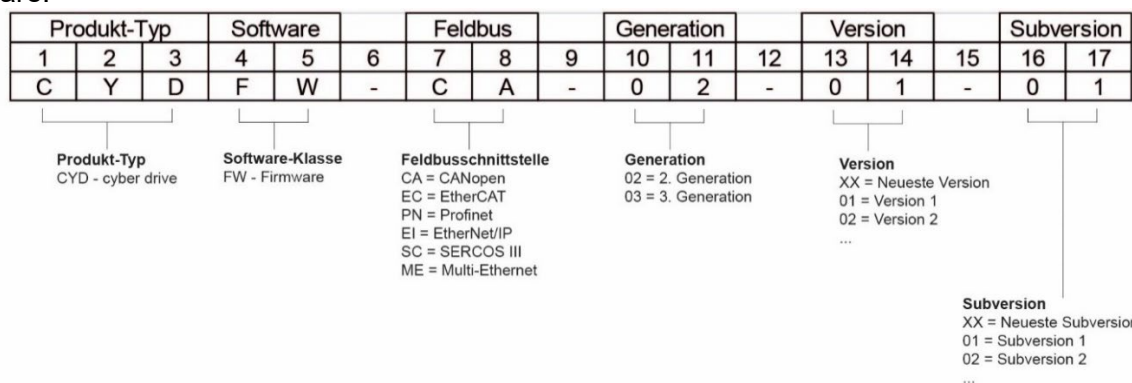 are.
Produkt-Typ Software Feldbus Generation Version Subversion
1 2 3 4 5 6 7 8 9 10 11 12 13 14 15 16 17
C Y D F W - C A - 0 2 - 0 1 - 0 1
Produkt-Typ
CYD - cyber drive
Software-Klasse
FW - Firmware
Feldbusschnittstelle
CA = CANopen
EC = EtherCAT
PN = Profinet
EI = EtherNet/IP
SC = SERCOS III
ME = Multi-Ethernet
Generation
02 = 2. Generation
03 = 3. Generation
Version
XX = Neueste Version
01 = Version 1
02 = Version 2
...
Subversion
XX = Neueste Subversion
01 = Subversion 1
02 = Subversion 2
...